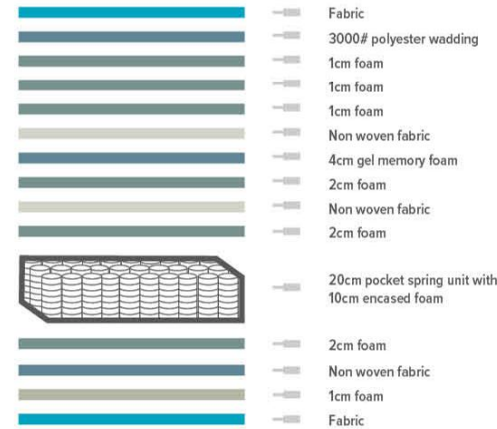 Fabric
3000# polyester wadding
1cm foam
1cm foam
1cm foam
Non woven fabric
4cm gel memory foam
2cm foam
Non woven fabric
2cm foam
20cm pocket spring unit with
10cm encased foam
2cm foam
Non woven fabric
1cm foam
Fabric